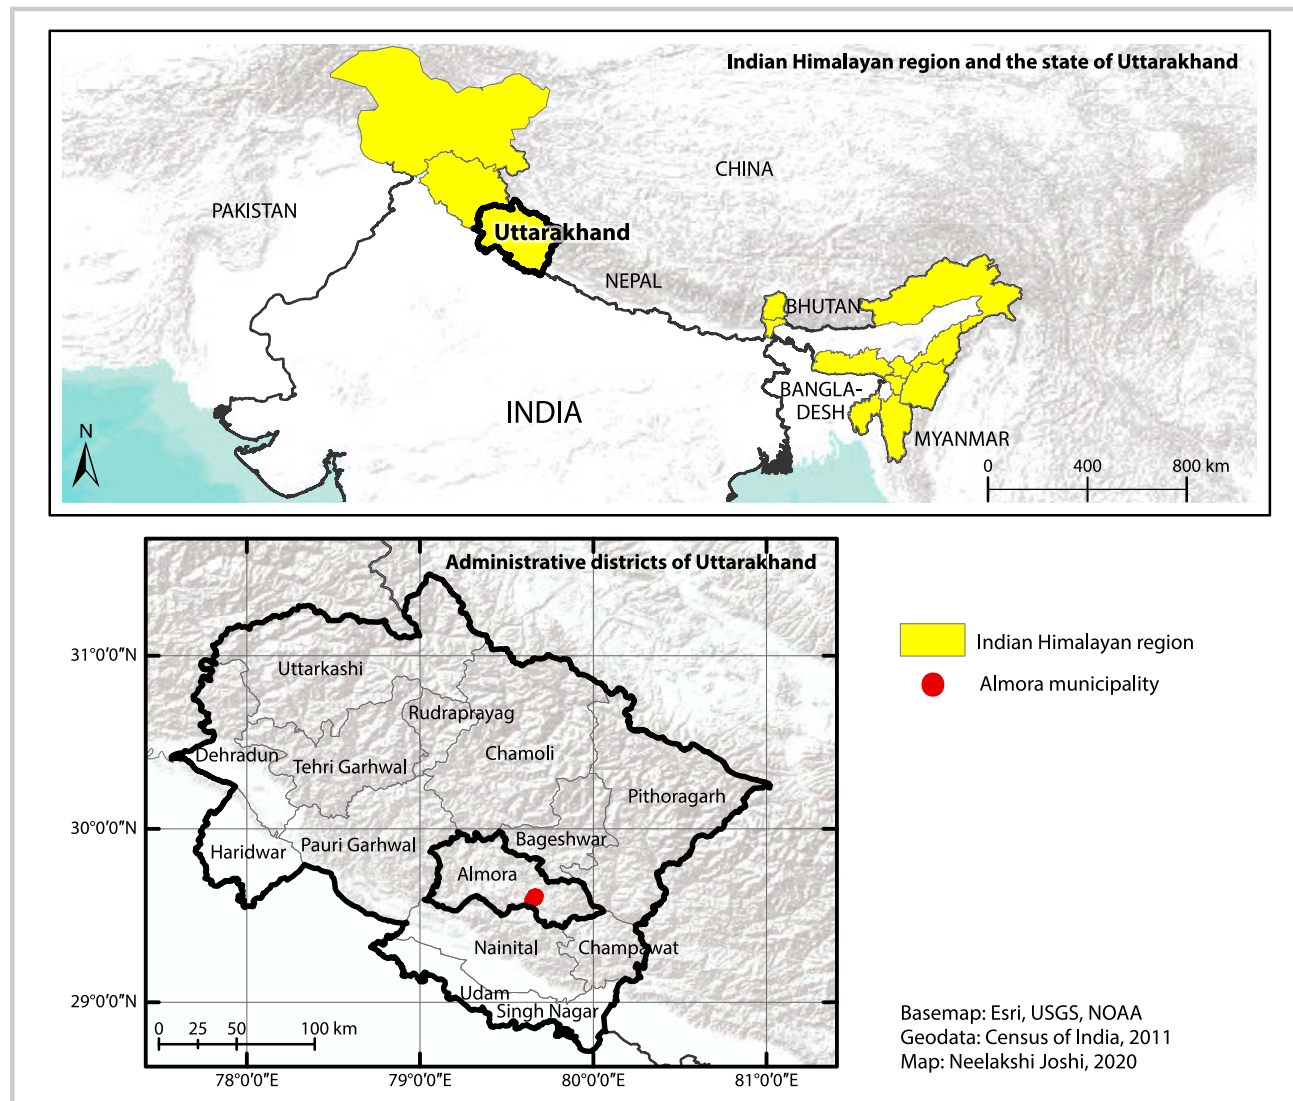 Indian Himalayan region and the state of Uttarakhand
CHINA
PAKISTAN
Uttarakhand
NEPAL
BHUTAN
INDIA
BANGLA-
DESH
MYANMAR
N
0 400 800 km
Administrative districts of Uttarakhand
31°0'0"N
30°0'0"N
29°0'0"N
Uttarkashi
Rudraprayag
Chamoli
Dehradun
Tehri Garhwal
Pithoragarh
Haridwar
Pauri Garhwal
Bageshwar
Almora
Nainital
Champawat
Udam
Singh Nagar
0 25 50 100 km
78°0'0"E 79°0'0"E 80°0'0"E 81°0'0"E
Indian Himalayan region
Almora municipality
Basemap: Esri, USGS, NOAA
Geodata: Census of India, 2011
Map: Neelakshi Joshi, 2020